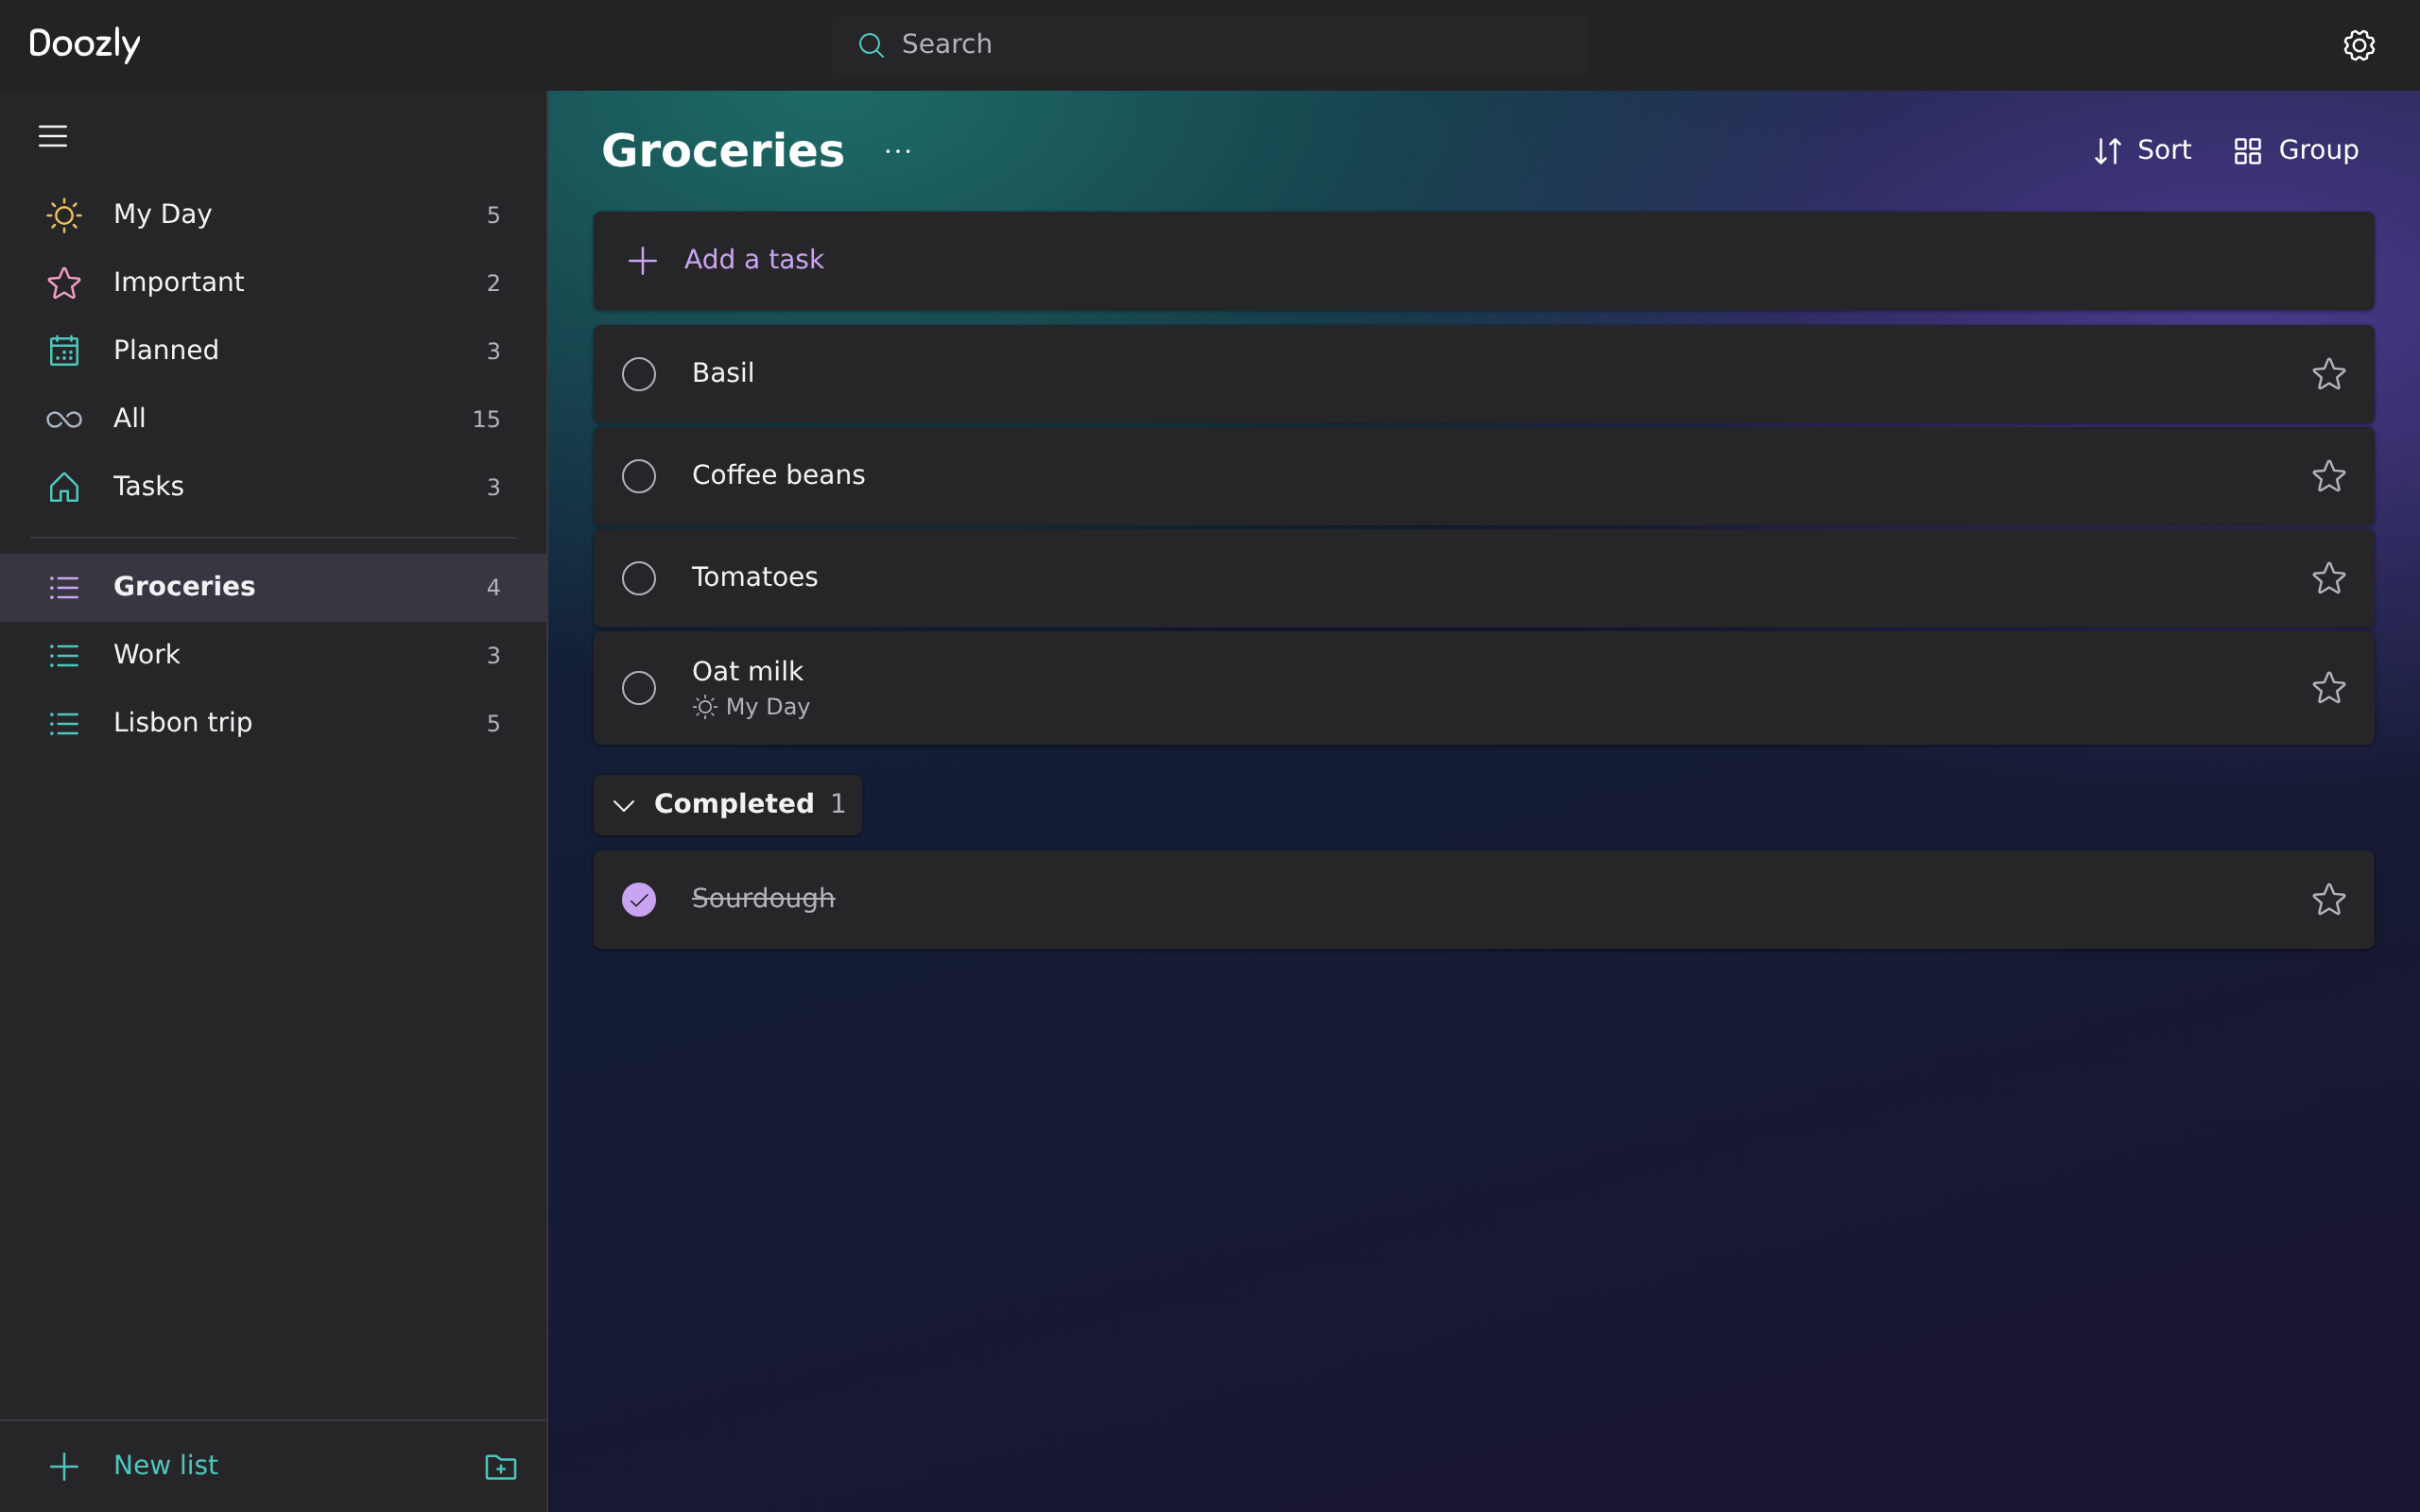 Doozly
Search
My Day 5
Important 2
Planned 3
All 15
Tasks 3
Groceries 4
Work 3
Lisbon trip 5
New list
Groceries ...
Sort Group
Add a task
Basil
Coffee beans
Tomatoes
Oat milk
My Day
Completed 1
Sourdough